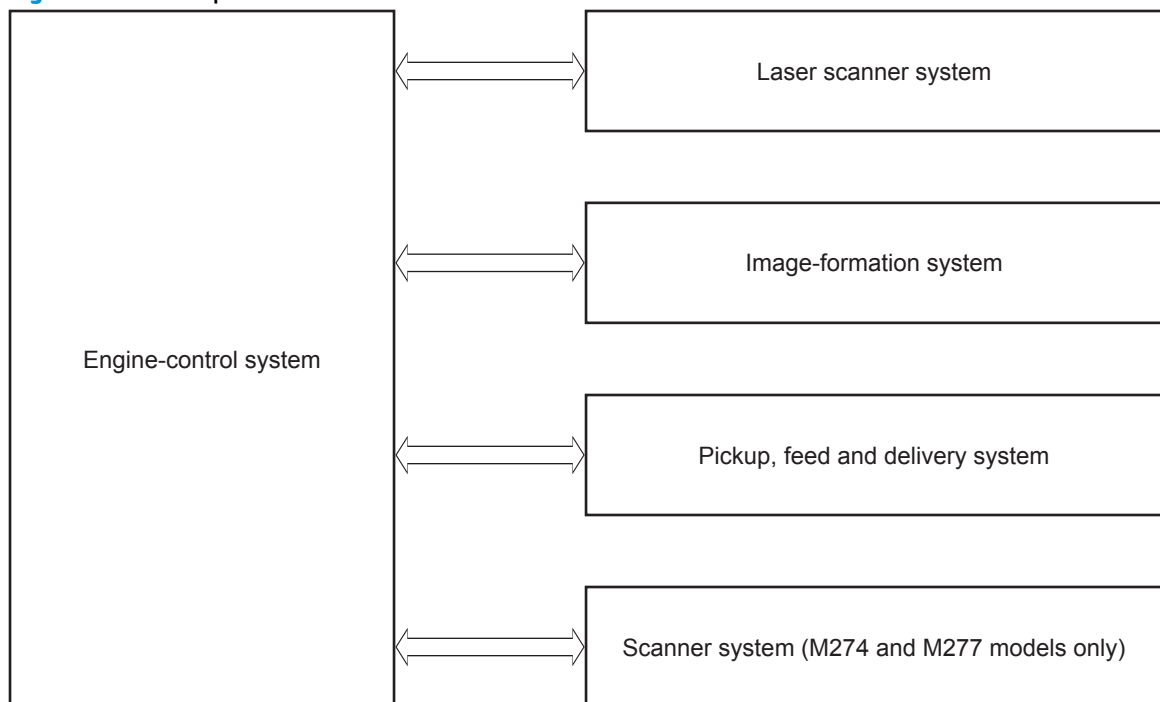 Laser scanner system
Image-formation system
Engine-control system
Pickup, feed and delivery system
Scanner system (M274 and M277 models only)